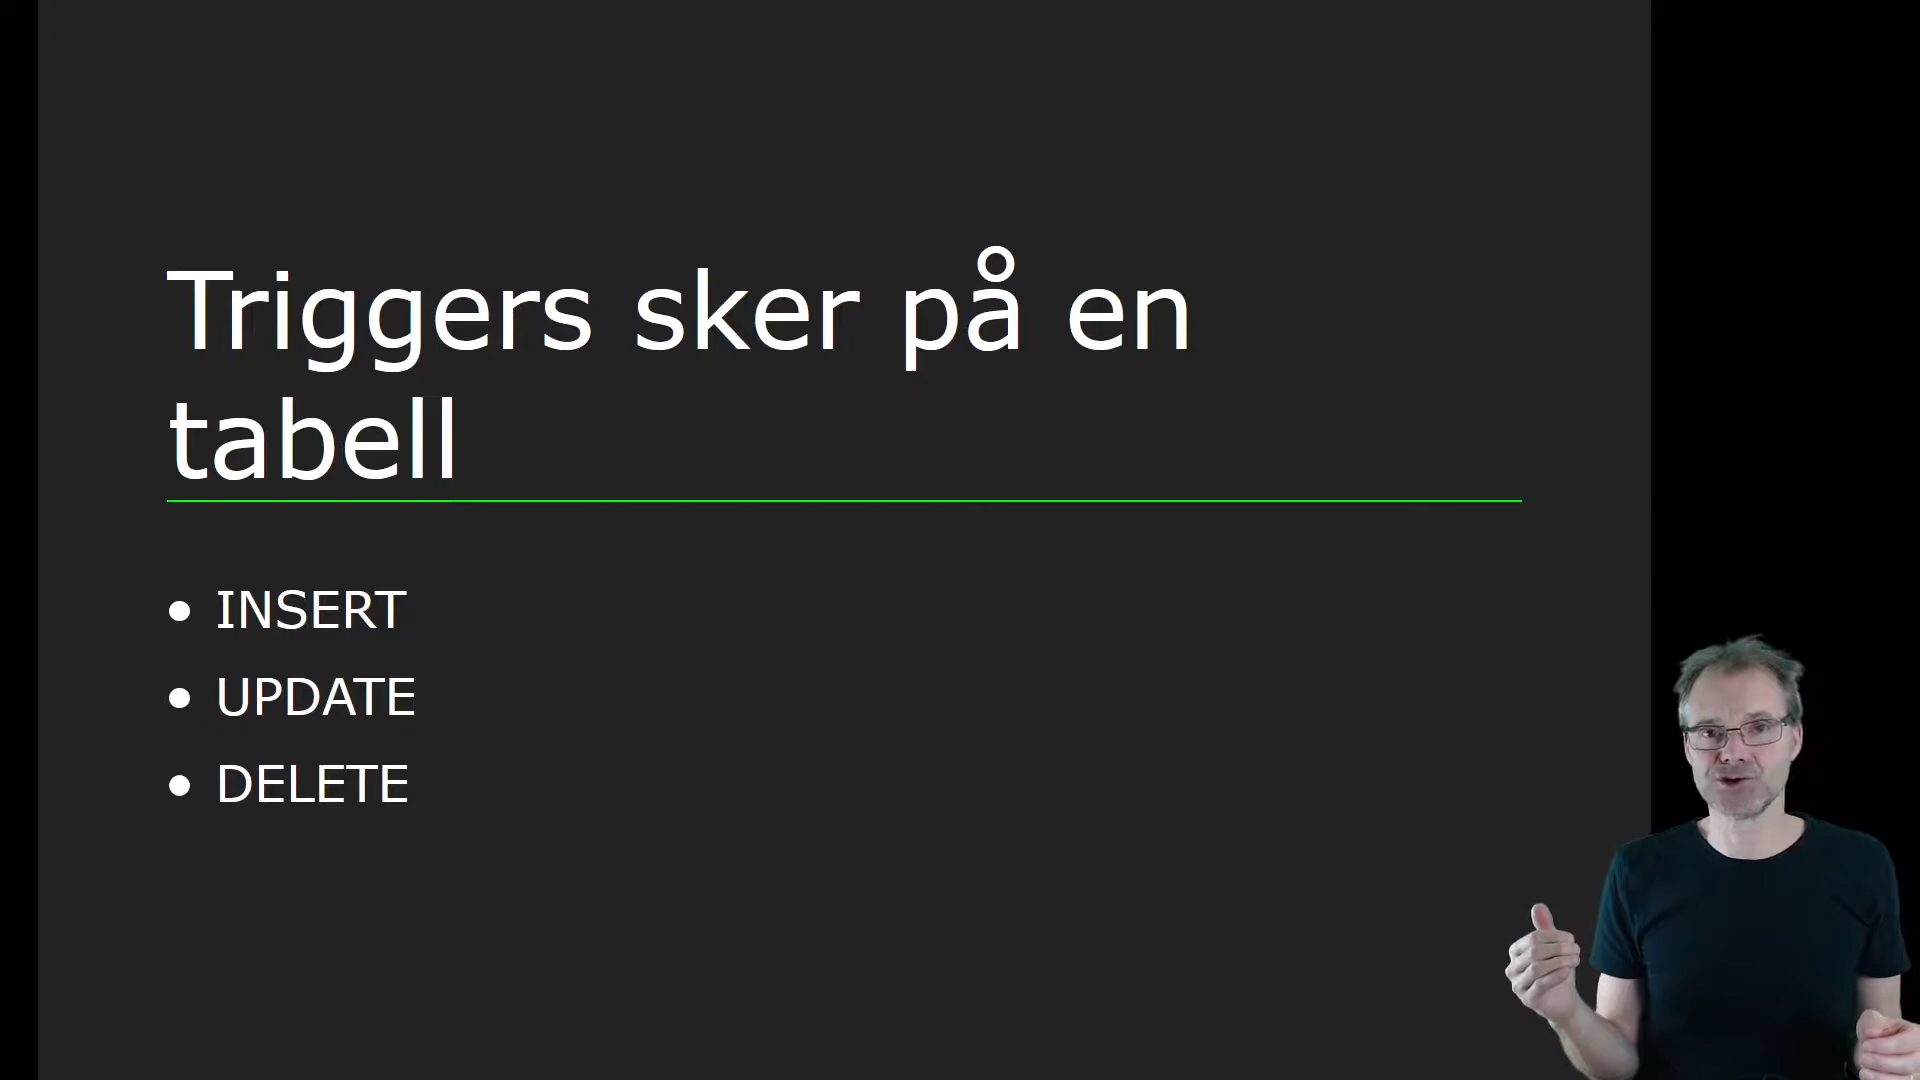 Triggers sker på en
tabell
INSERT
UPDATE
DELETE